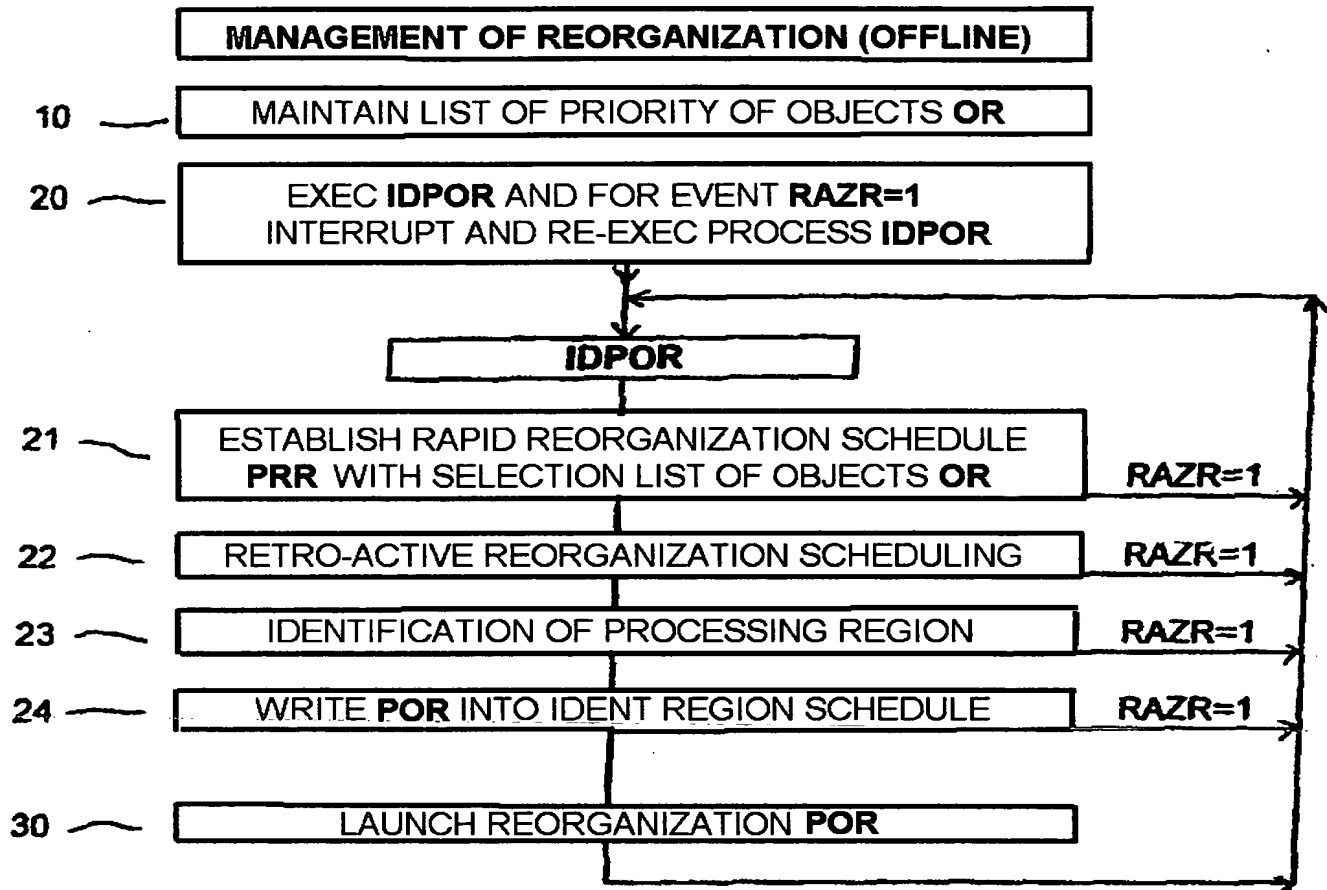 MANAGEMENT OF REORGANIZATION (OFFLINE)
10 MAINTAIN LIST OF PRIORITY OF OBJECTS OR
20 EXEC IDPOR AND FOR EVENT RAZR=1
INTERRUPT AND RE-EXEC PROCESS IDPOR
IDPOR
21 ESTABLISH RAPID REORGANIZATION SCHEDULE
PRR WITH SELECTION LIST OF OBJECTS OR RAZR=1
22 RETRO-ACTIVE REORGANIZATION SCHEDULING RAZR=1
23 IDENTIFICATION OF PROCESSING REGION RAZR=1
24 WRITE POR INTO IDENT REGION SCHEDULE RAZR=1
30 LAUNCH REORGANIZATION POR